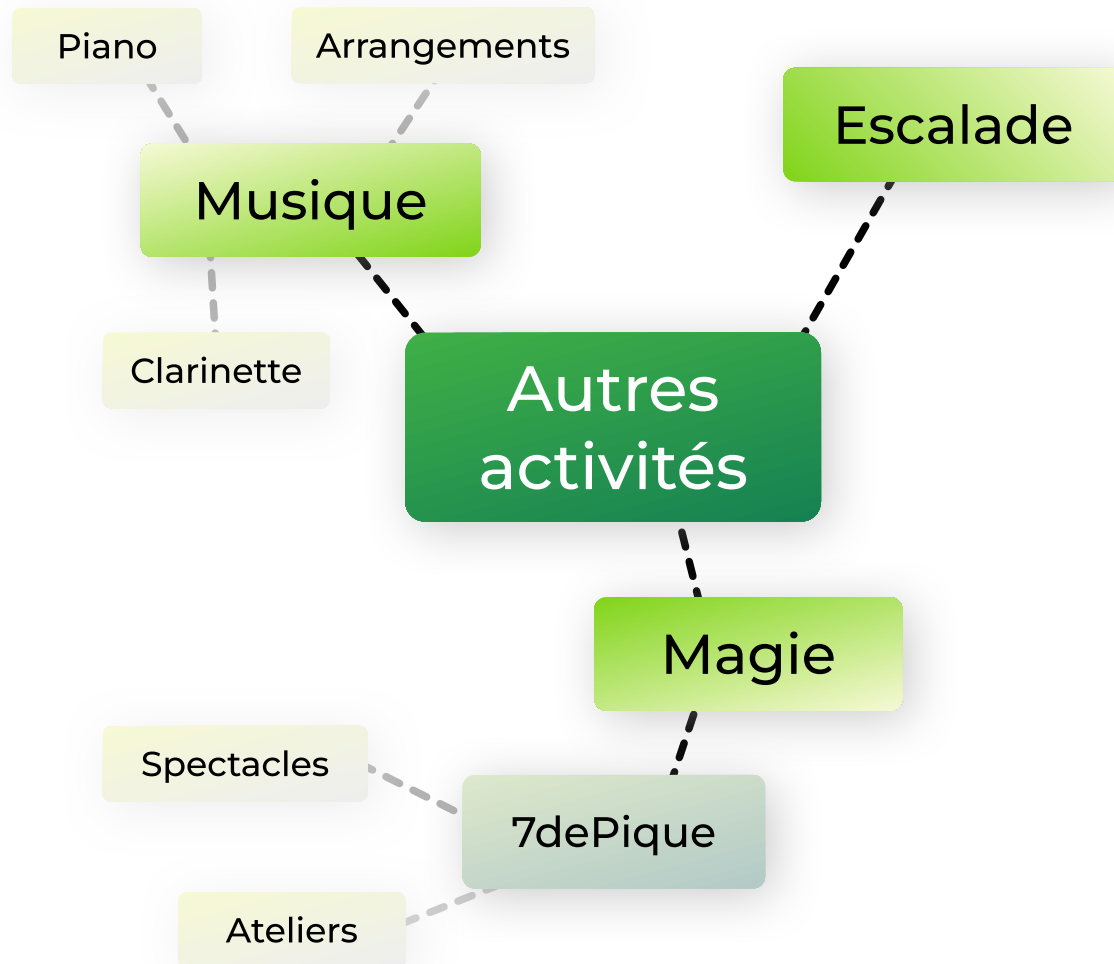 Piano
Arrangements
Escalade
Musique
Clarinette
Autres
activités
Magie
Spectacles
7dePique
Ateliers